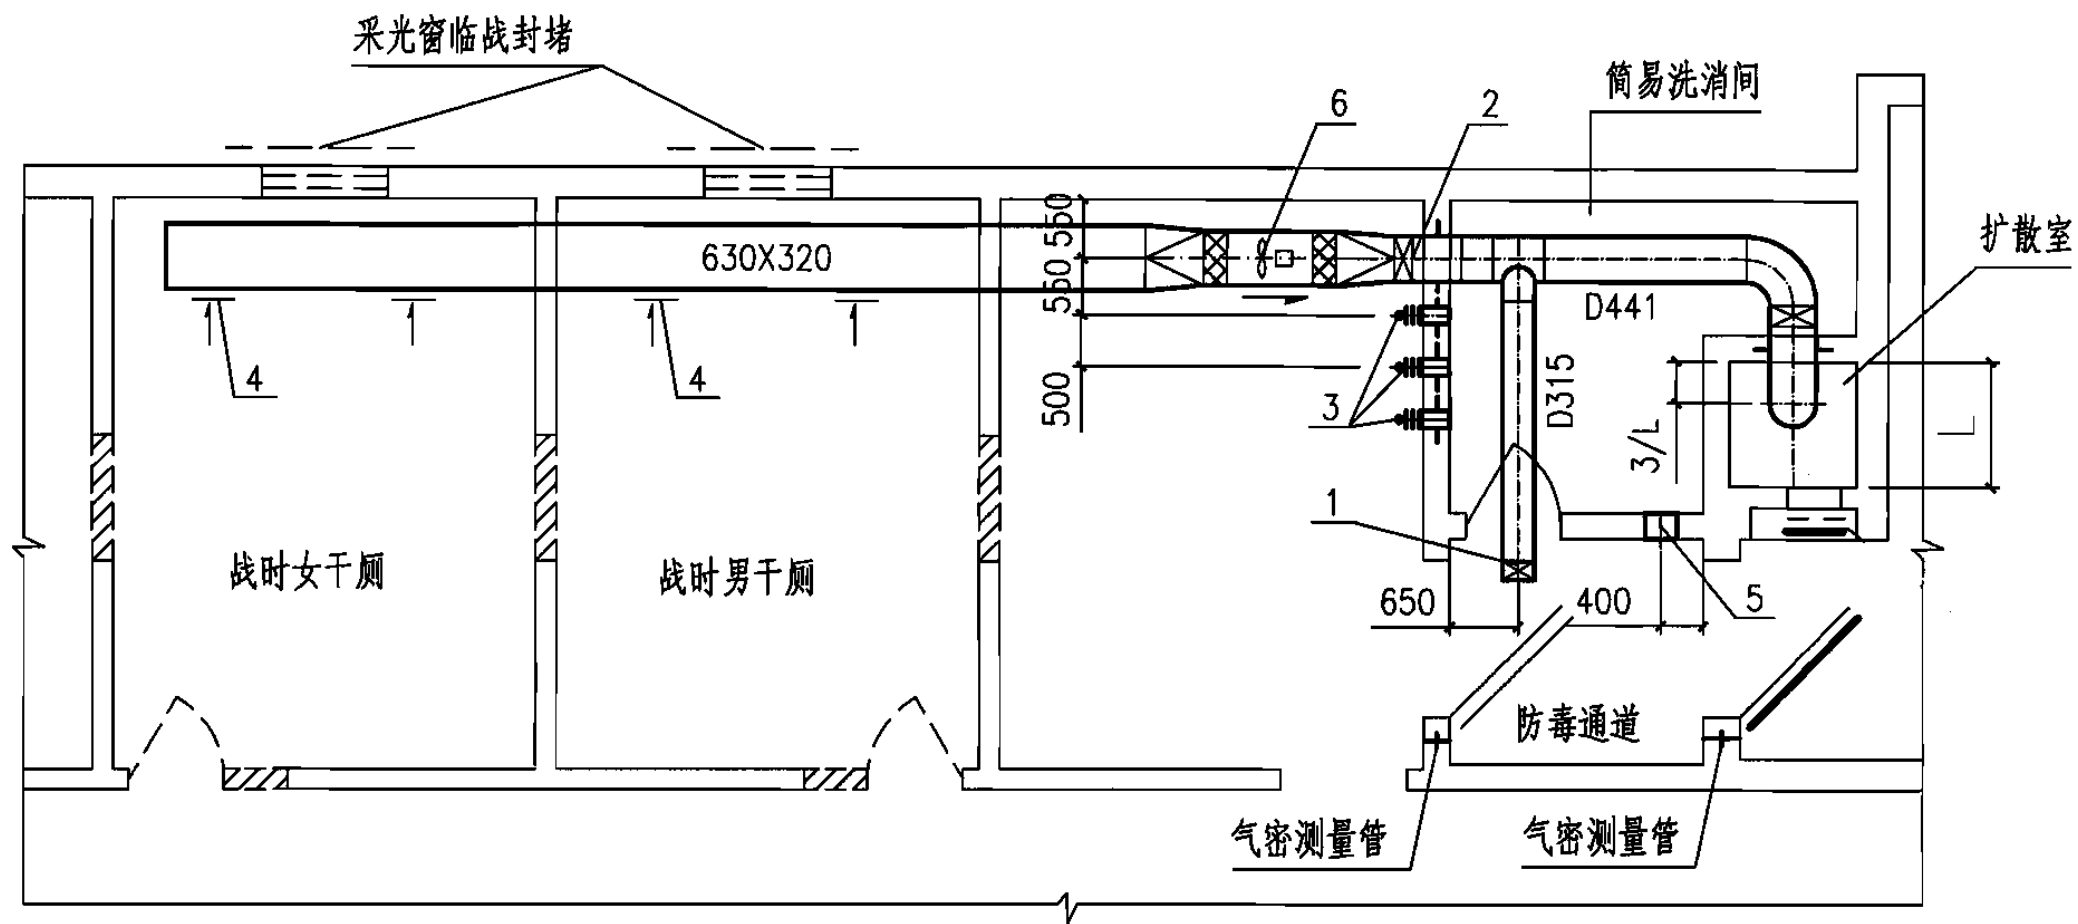 采光窗临战封堵
简易洗消间
6
2
扩散室
550
630X320
550
D441
4
4
500
3
D315
3/L
L
1
战时女干厕
战时男干厕
650
400
5
防毒通道
气密测量管
气密测量管